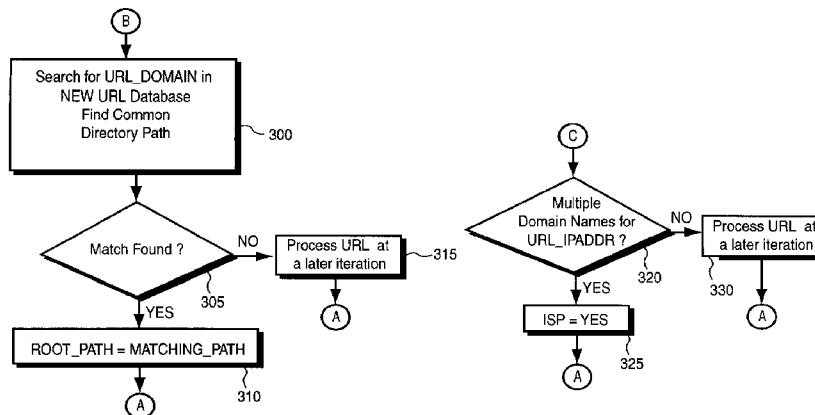 B
Search for URL_DOMAIN in
NEW URL Database
Find Common
Directory Path
300
Match Found ?
NO
305
YES
Process URL at
a later iteration
315
A
ROOT_PATH = MATCHING_PATH
310
A
C
Multiple
Domain Names for
URL_IPADDR ?
NO
320
YES
Process URL at
a later iteration
330
A
ISP = YES
325
A